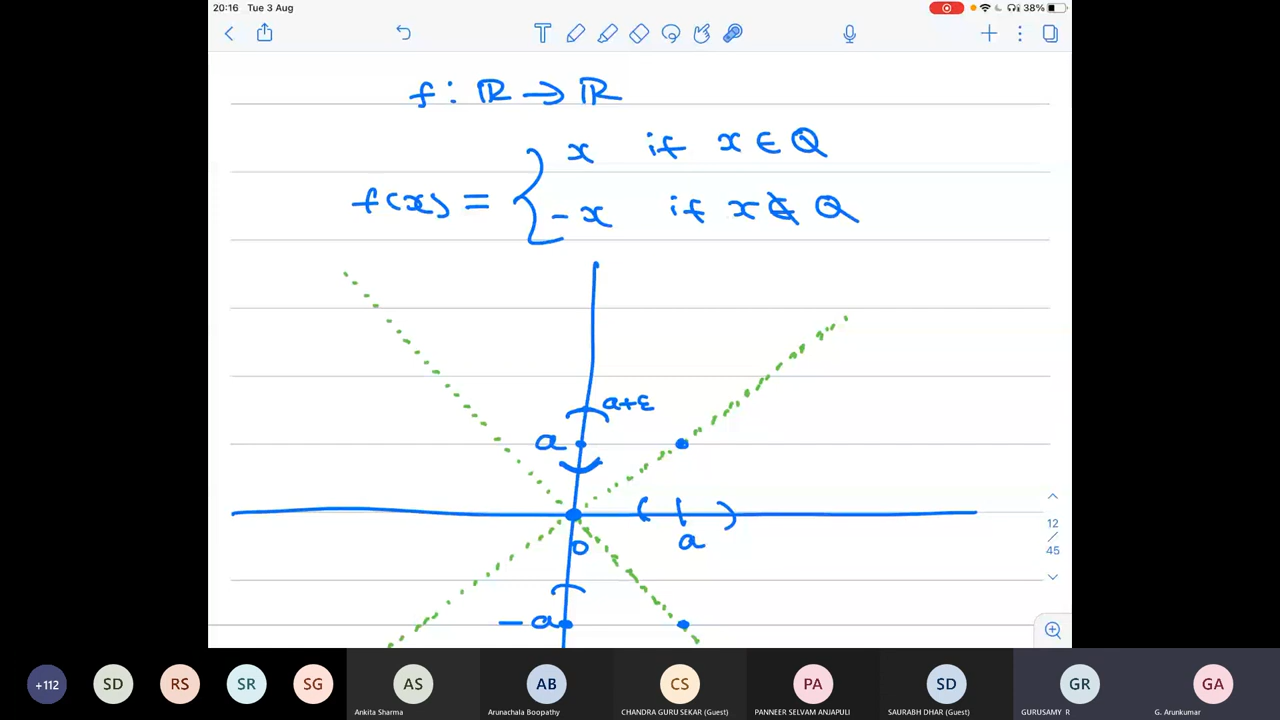 20:16 Tue 3 Aug
38%
f : ℝ → ℝ
x if x ∈ Q
f(x) =
-x if x ∉ Q
a+ε
a
0
a
-a
12
/
45
+112 SD RS SR SG AS AB CS PA SD GR GA
Ankita Sharma Arunachala Boopathy CHANDRA GURU SEKAR (Guest) PANNEER SELVAM ANJAPULI SAURABH DHAR (Guest) GURUSAMY R G. Arunkumar